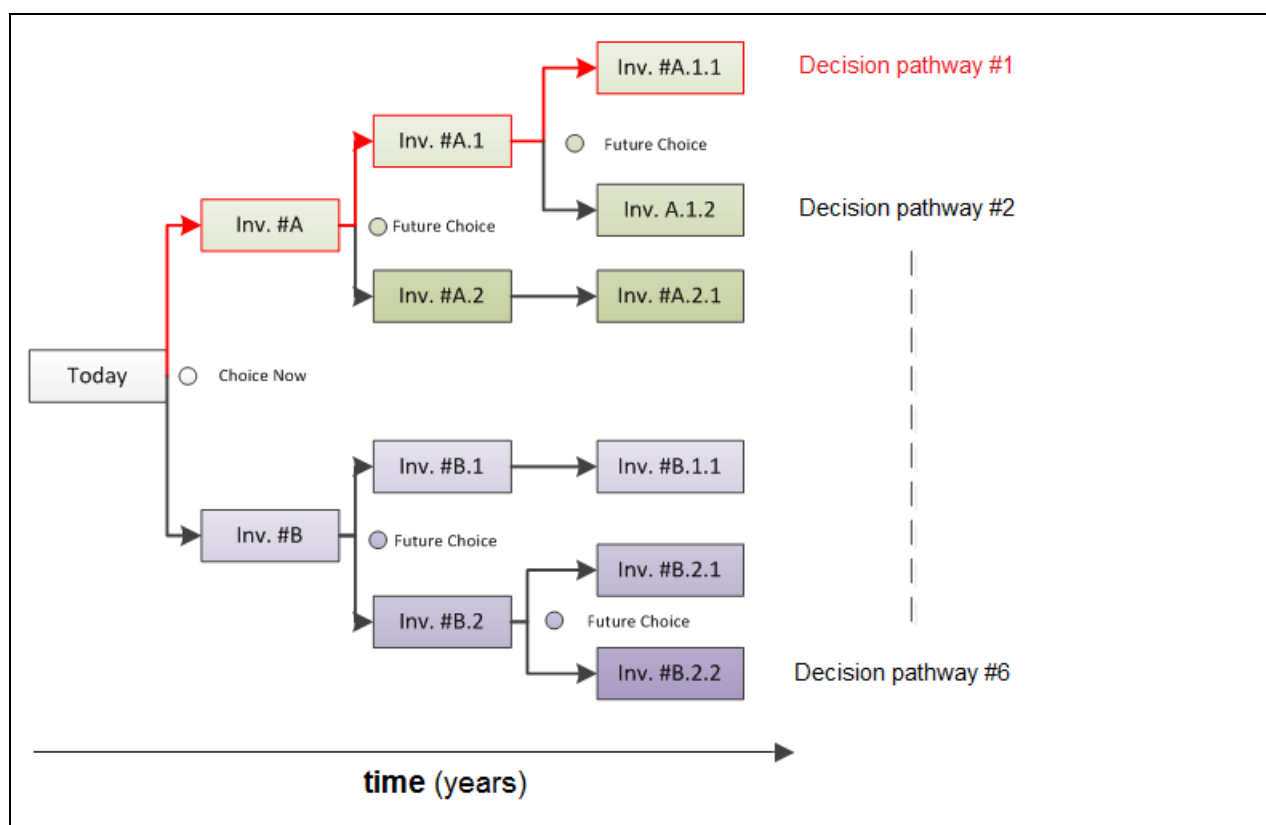 Inv. #A.1.1
Decision pathway #1
Inv. #A.1
Future Choice
Inv. A.1.2
Decision pathway #2
Inv. #A
Future Choice
Inv. #A.2
Inv. #A.2.1
Today
Choice Now
Inv. #B.1
Inv. #B.1.1
Inv. #B
Future Choice
Inv. #B.2.1
Inv. #B.2
Future Choice
Inv. #B.2.2
Decision pathway #6
time (years)